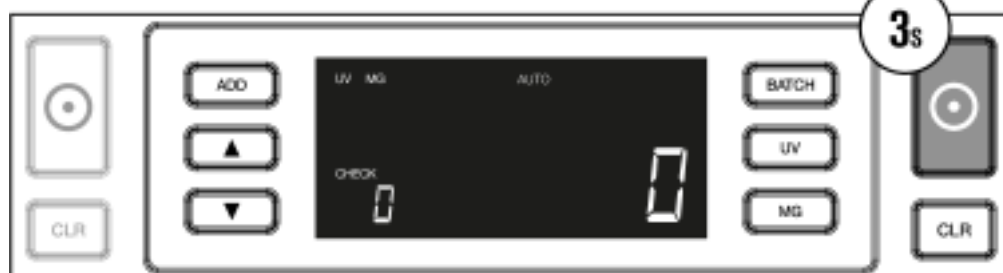 3s
ADD
UV MG AUTO
BATCH
▲
UV
CHECK
0 0
▼
MG
CLR
CLR